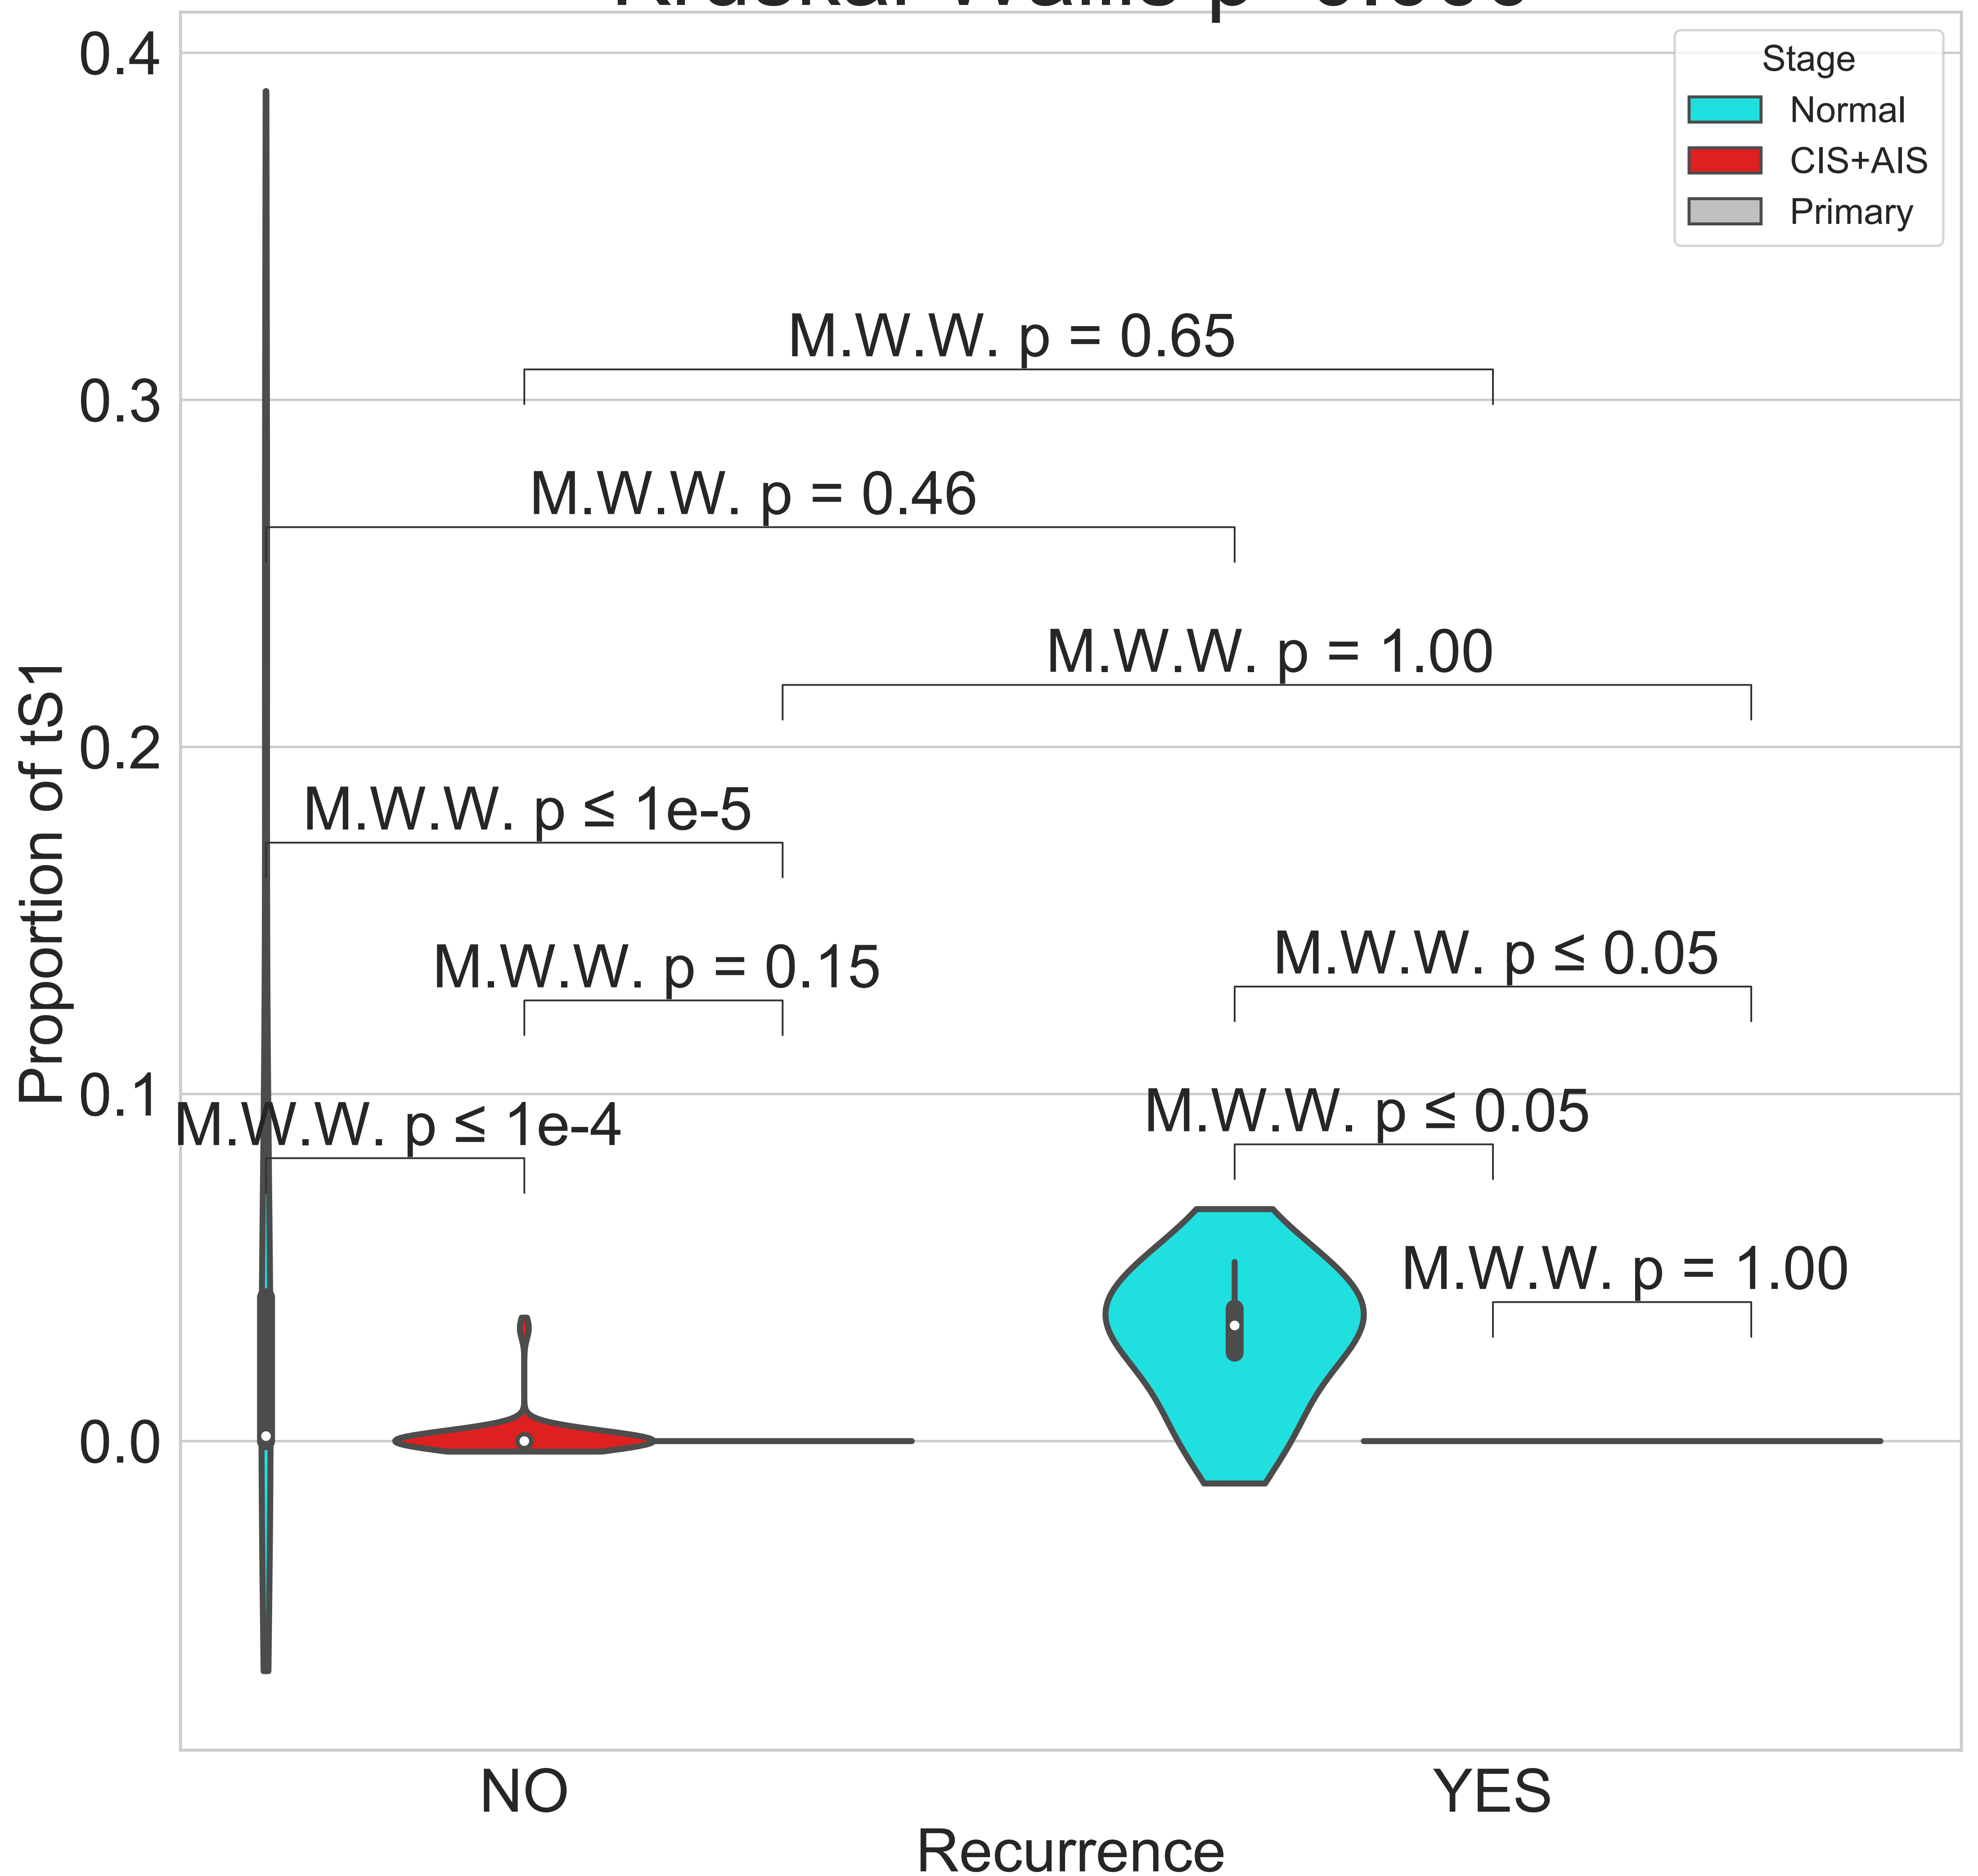 Stage
Normal
CIS+AIS
Primary
0.4
0.3
0.2
0.1
0.0
Proportion of tS1
M.W.W. p = 0.65
M.W.W. p = 0.46
M.W.W. p = 1.00
M.W.W. p ≤ 1e-5
M.W.W. p = 0.15
M.W.W. p ≤ 0.05
M.W.W. p ≤ 1e-4
M.W.W. p ≤ 0.05
M.W.W. p = 1.00
NO
YES
Recurrence